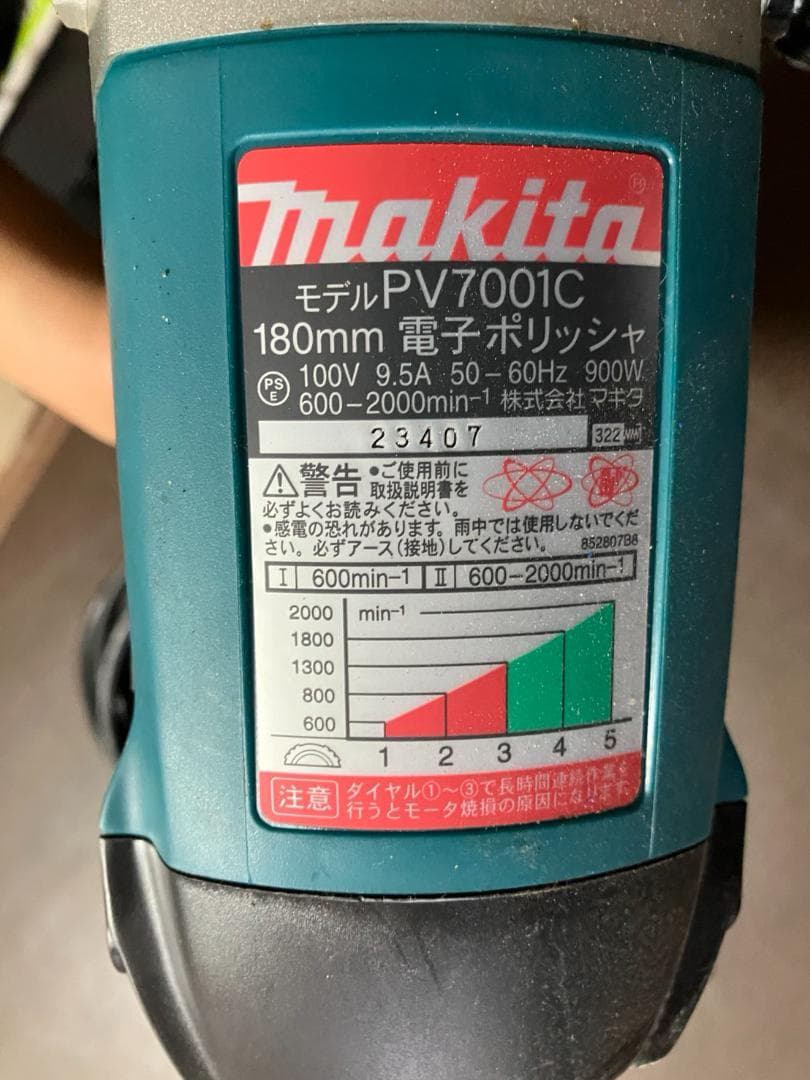 makita®
モデルPV7001C
180mm 電子ポリッシャ
PSE 100V 9.5A 50-60Hz 900W
600-2000min⁻¹ 株式会社マキタ
23407 322
⚠警告 •ご使用前に
取扱説明書を
必ずよくお読みください。
•感電の恐れがあります。雨中では使用しないでくだ
さい。必ずアース(接地)してください。 852807B8
I 600min⁻¹ II 600-2000min⁻¹
2000 min⁻¹
1800
1300
800
600
1 2 3 4 5
注意 ダイヤル①~③で長時間連続作業を
行うとモータ焼損の原因になります。